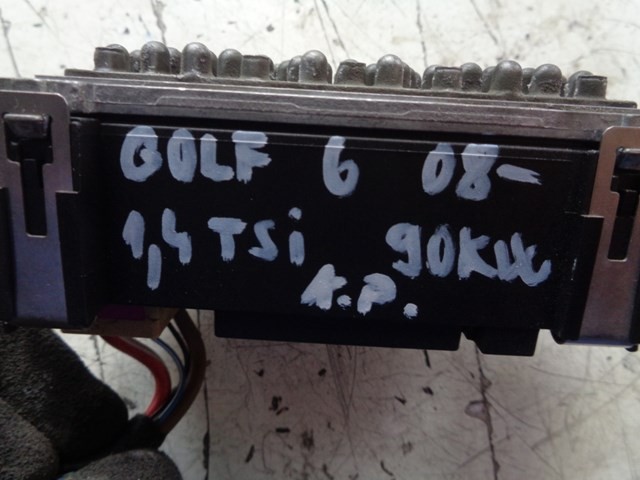 GOLF 6 08-
1,4 TSi 90KW
A.P.